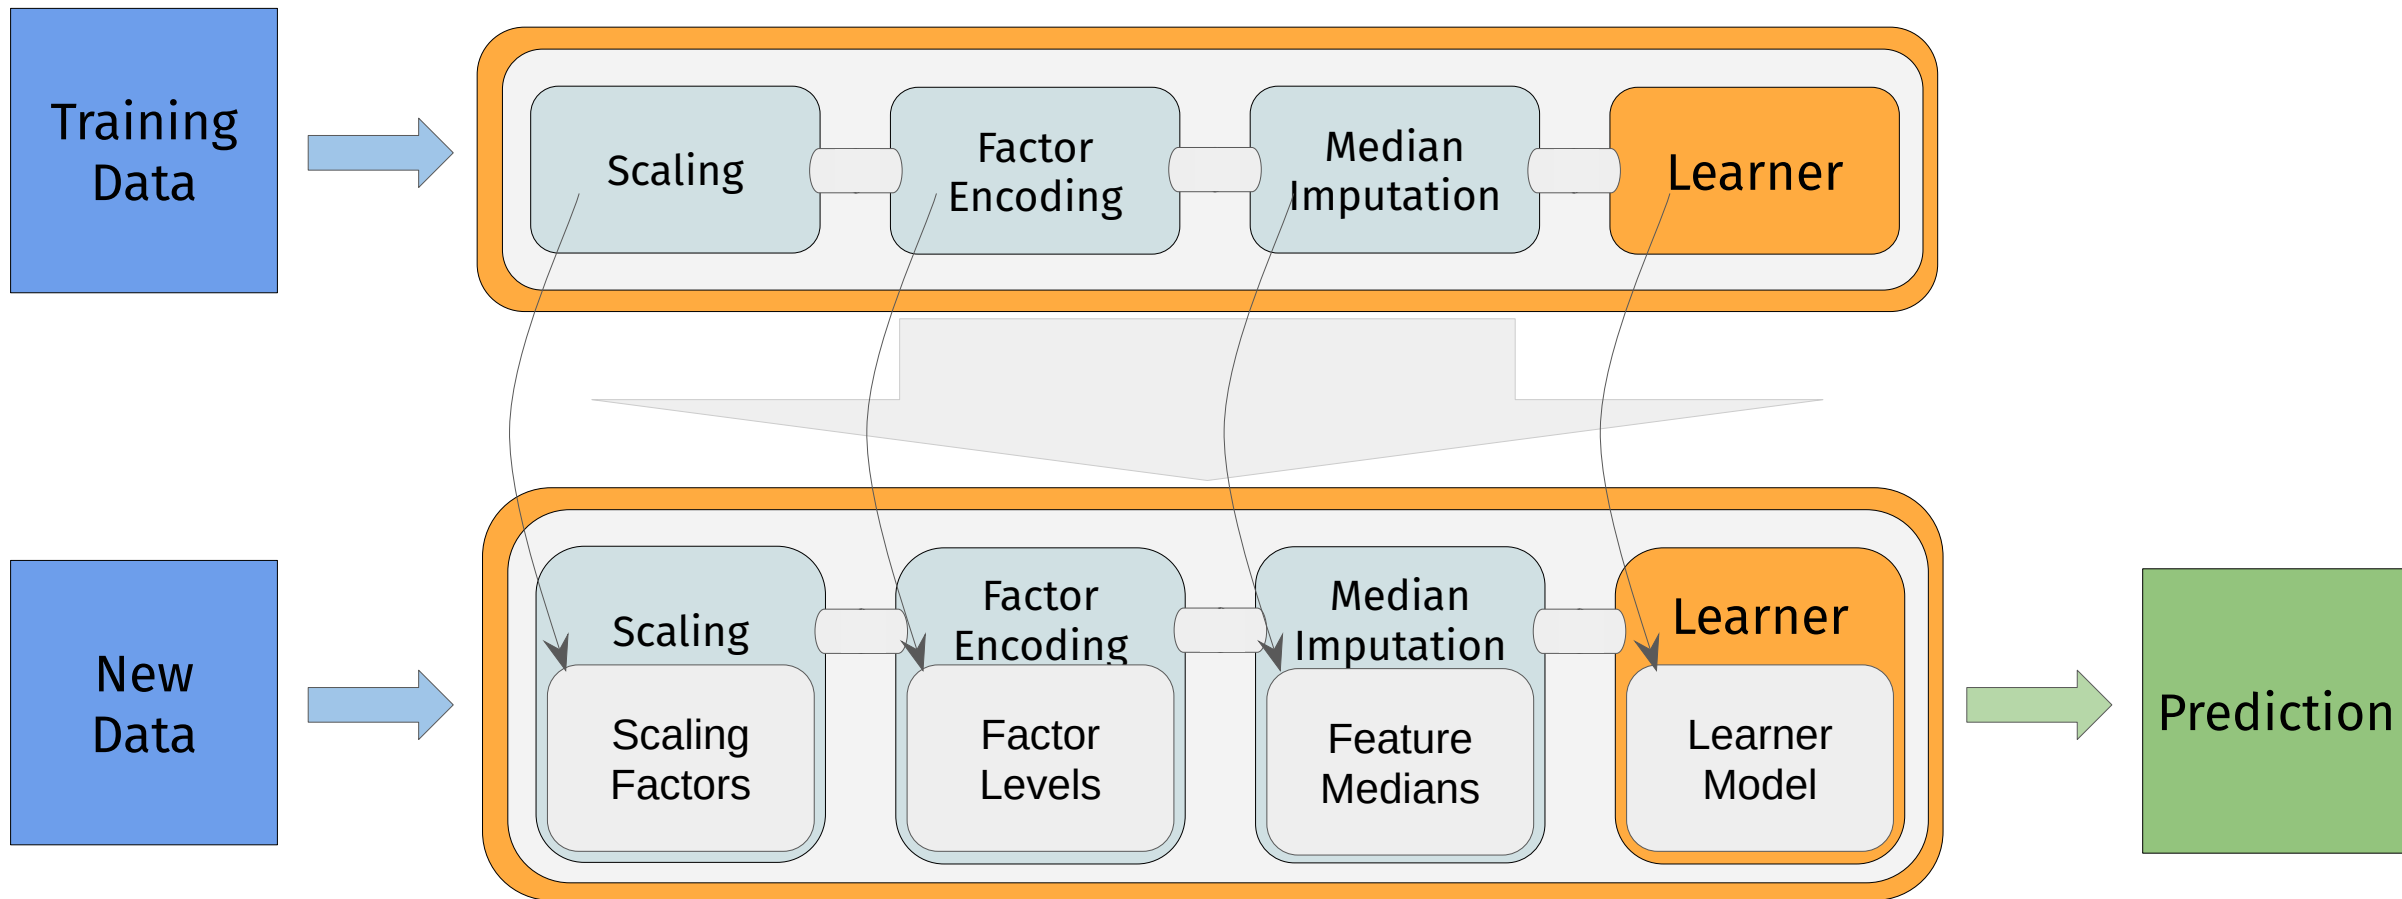 Training
Data
Scaling
Factor
Encoding
Median
Imputation
Learner
New
Data
Scaling
Scaling
Factors
Factor
Encoding
Factor
Levels
Median
Imputation
Feature
Medians
Learner
Learner
Model
Prediction